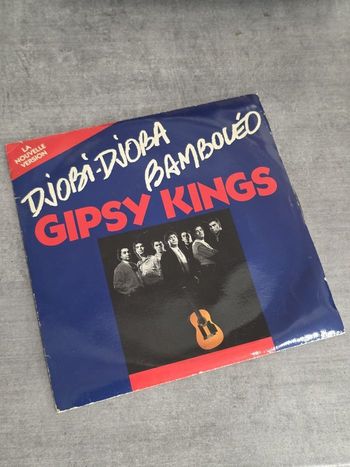 LA
NOUVELLE
VERSION
DJOBI-DJOBA
BAMBOLÉO
GIPSY KINGS